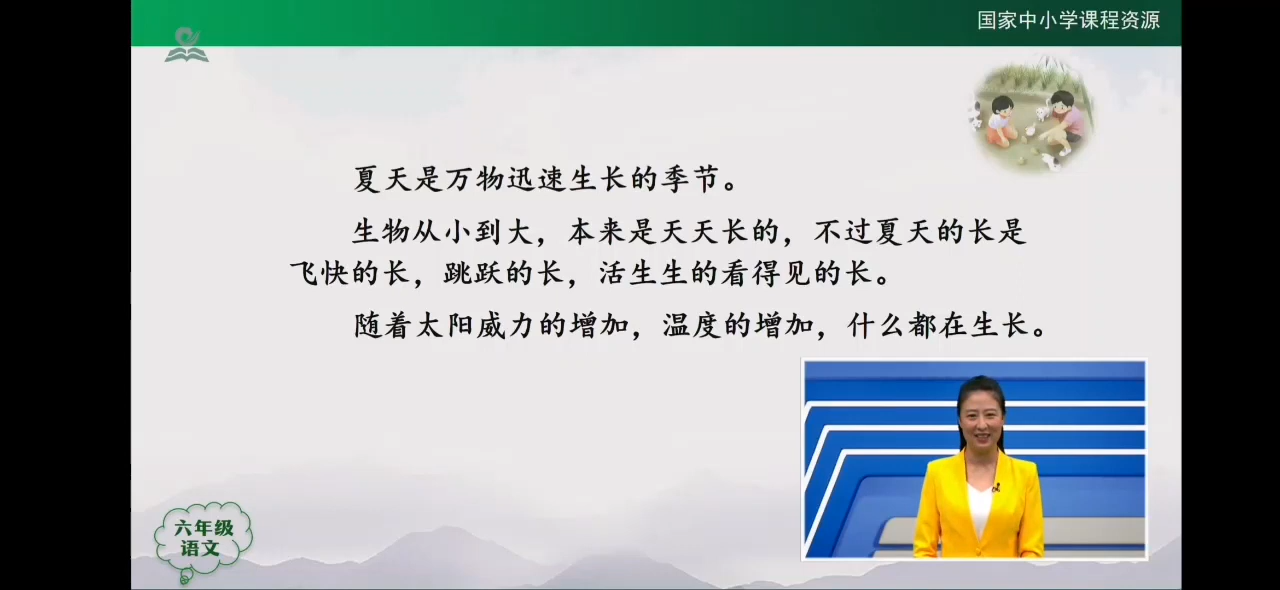 国家中小学课程资源
夏天是万物迅速生长的季节。
生物从小到大，本来是天天长的，不过夏天的长是
飞快的长，跳跃的长，活生生的看得见的长。
随着太阳威力的增加，温度的增加，什么都在生长。
六年级
语文